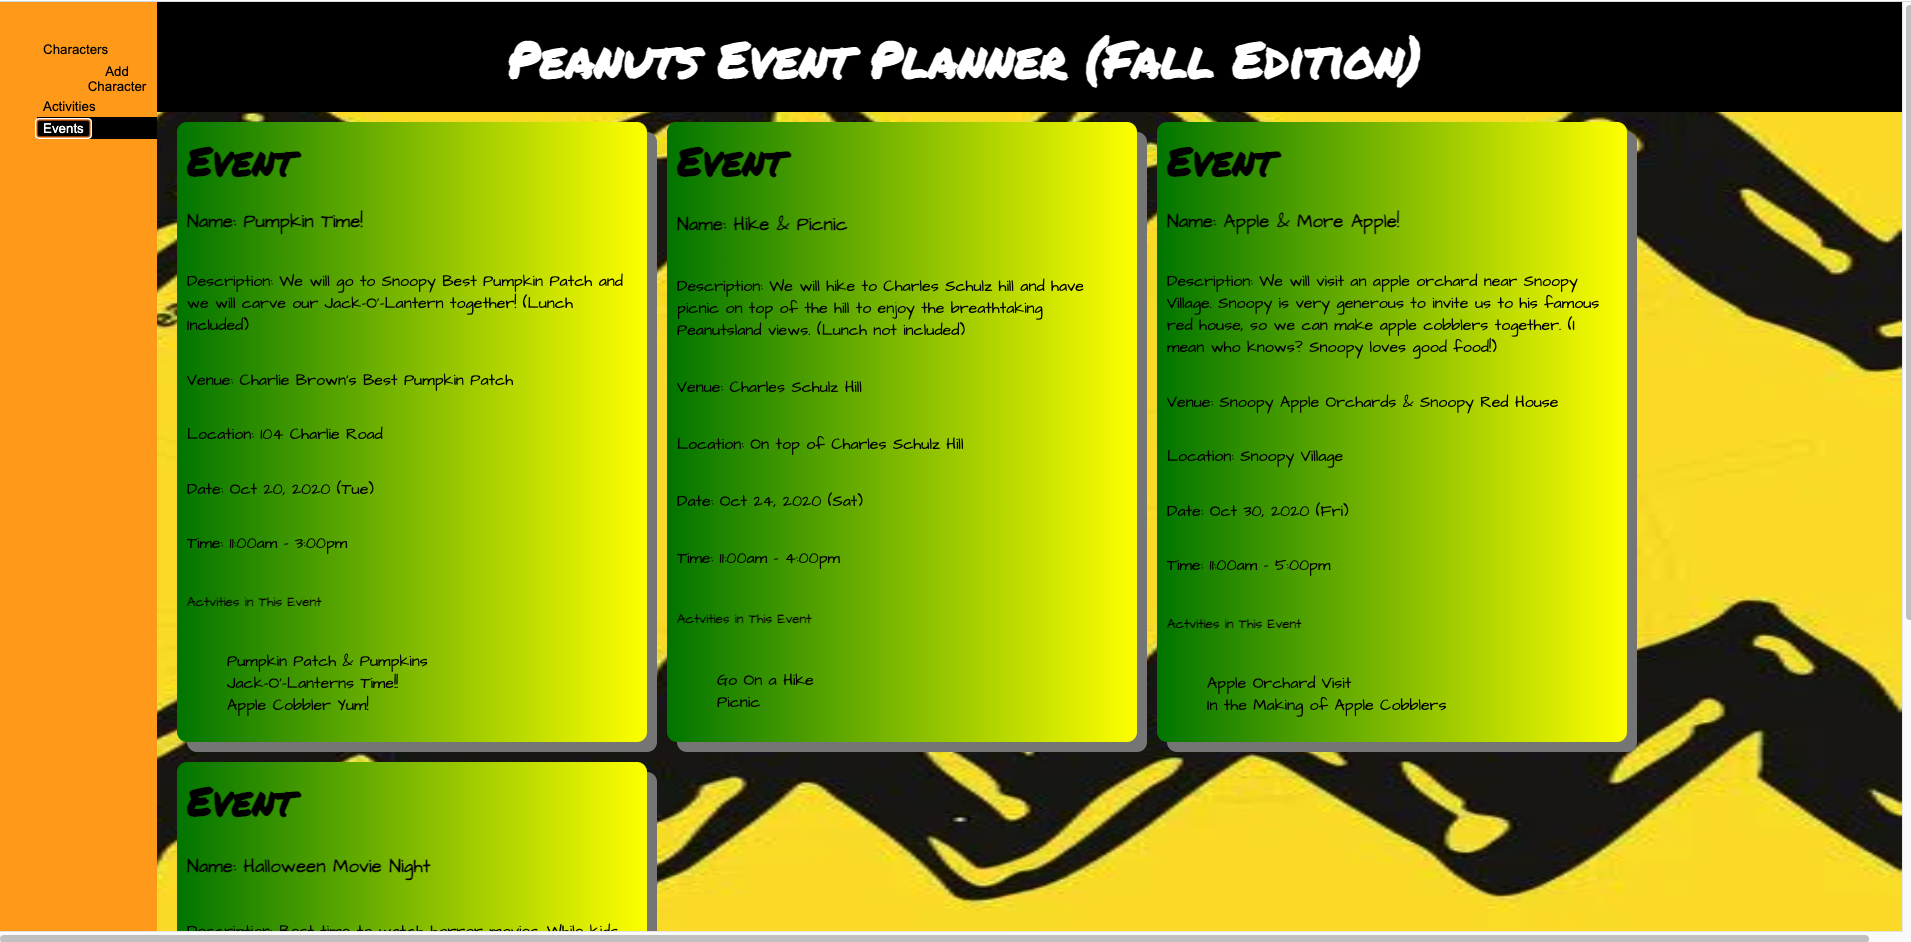 Characters
Add
Character
Activities
Events
Peanuts Event Planner (Fall Edition)
Event
Name: Pumpkin Time!
Description: We will go to Snoopy Best Pumpkin Patch and
we will carve our Jack-O'-Lantern together! (Lunch
Included)
Venue: Charlie Brown's Best Pumpkin Patch
Location: 104 Charlie Road
Date: Oct 20, 2020 (Tue)
Time: 11:00am - 3:00pm
Actvities in This Event
Pumpkin Patch & Pumpkins
Jack-O'-Lanterns Time!!
Apple Cobbler Yum!
Event
Name: Hike & Picnic
Description: We will hike to Charles Schulz hill and have
picnic on top of the hill to enjoy the breathtaking
Peanutsland views. (Lunch not included)
Venue: Charles Schulz Hill
Location: On top of Charles Schulz Hill
Date: Oct 24, 2020 (Sat)
Time: 11:00am - 4:00pm
Actvities in This Event
Go On a Hike
Picnic
Event
Name: Apple & More Apple!
Description: We will visit an apple orchard near Snoopy
Village. Snoopy is very generous to invite us to his famous
red house, so we can make apple cobblers together. (I
mean who knows? Snoopy loves good food!)
Venue: Snoopy Apple Orchards & Snoopy Red House
Location: Snoopy Village
Date: Oct 30, 2020 (Fri)
Time: 11:00am - 5:00pm
Actvities in This Event
Apple Orchard Visit
In the Making of Apple Cobblers
Event
Name: Halloween Movie Night
Description: Best time to watch horror movies. While kids